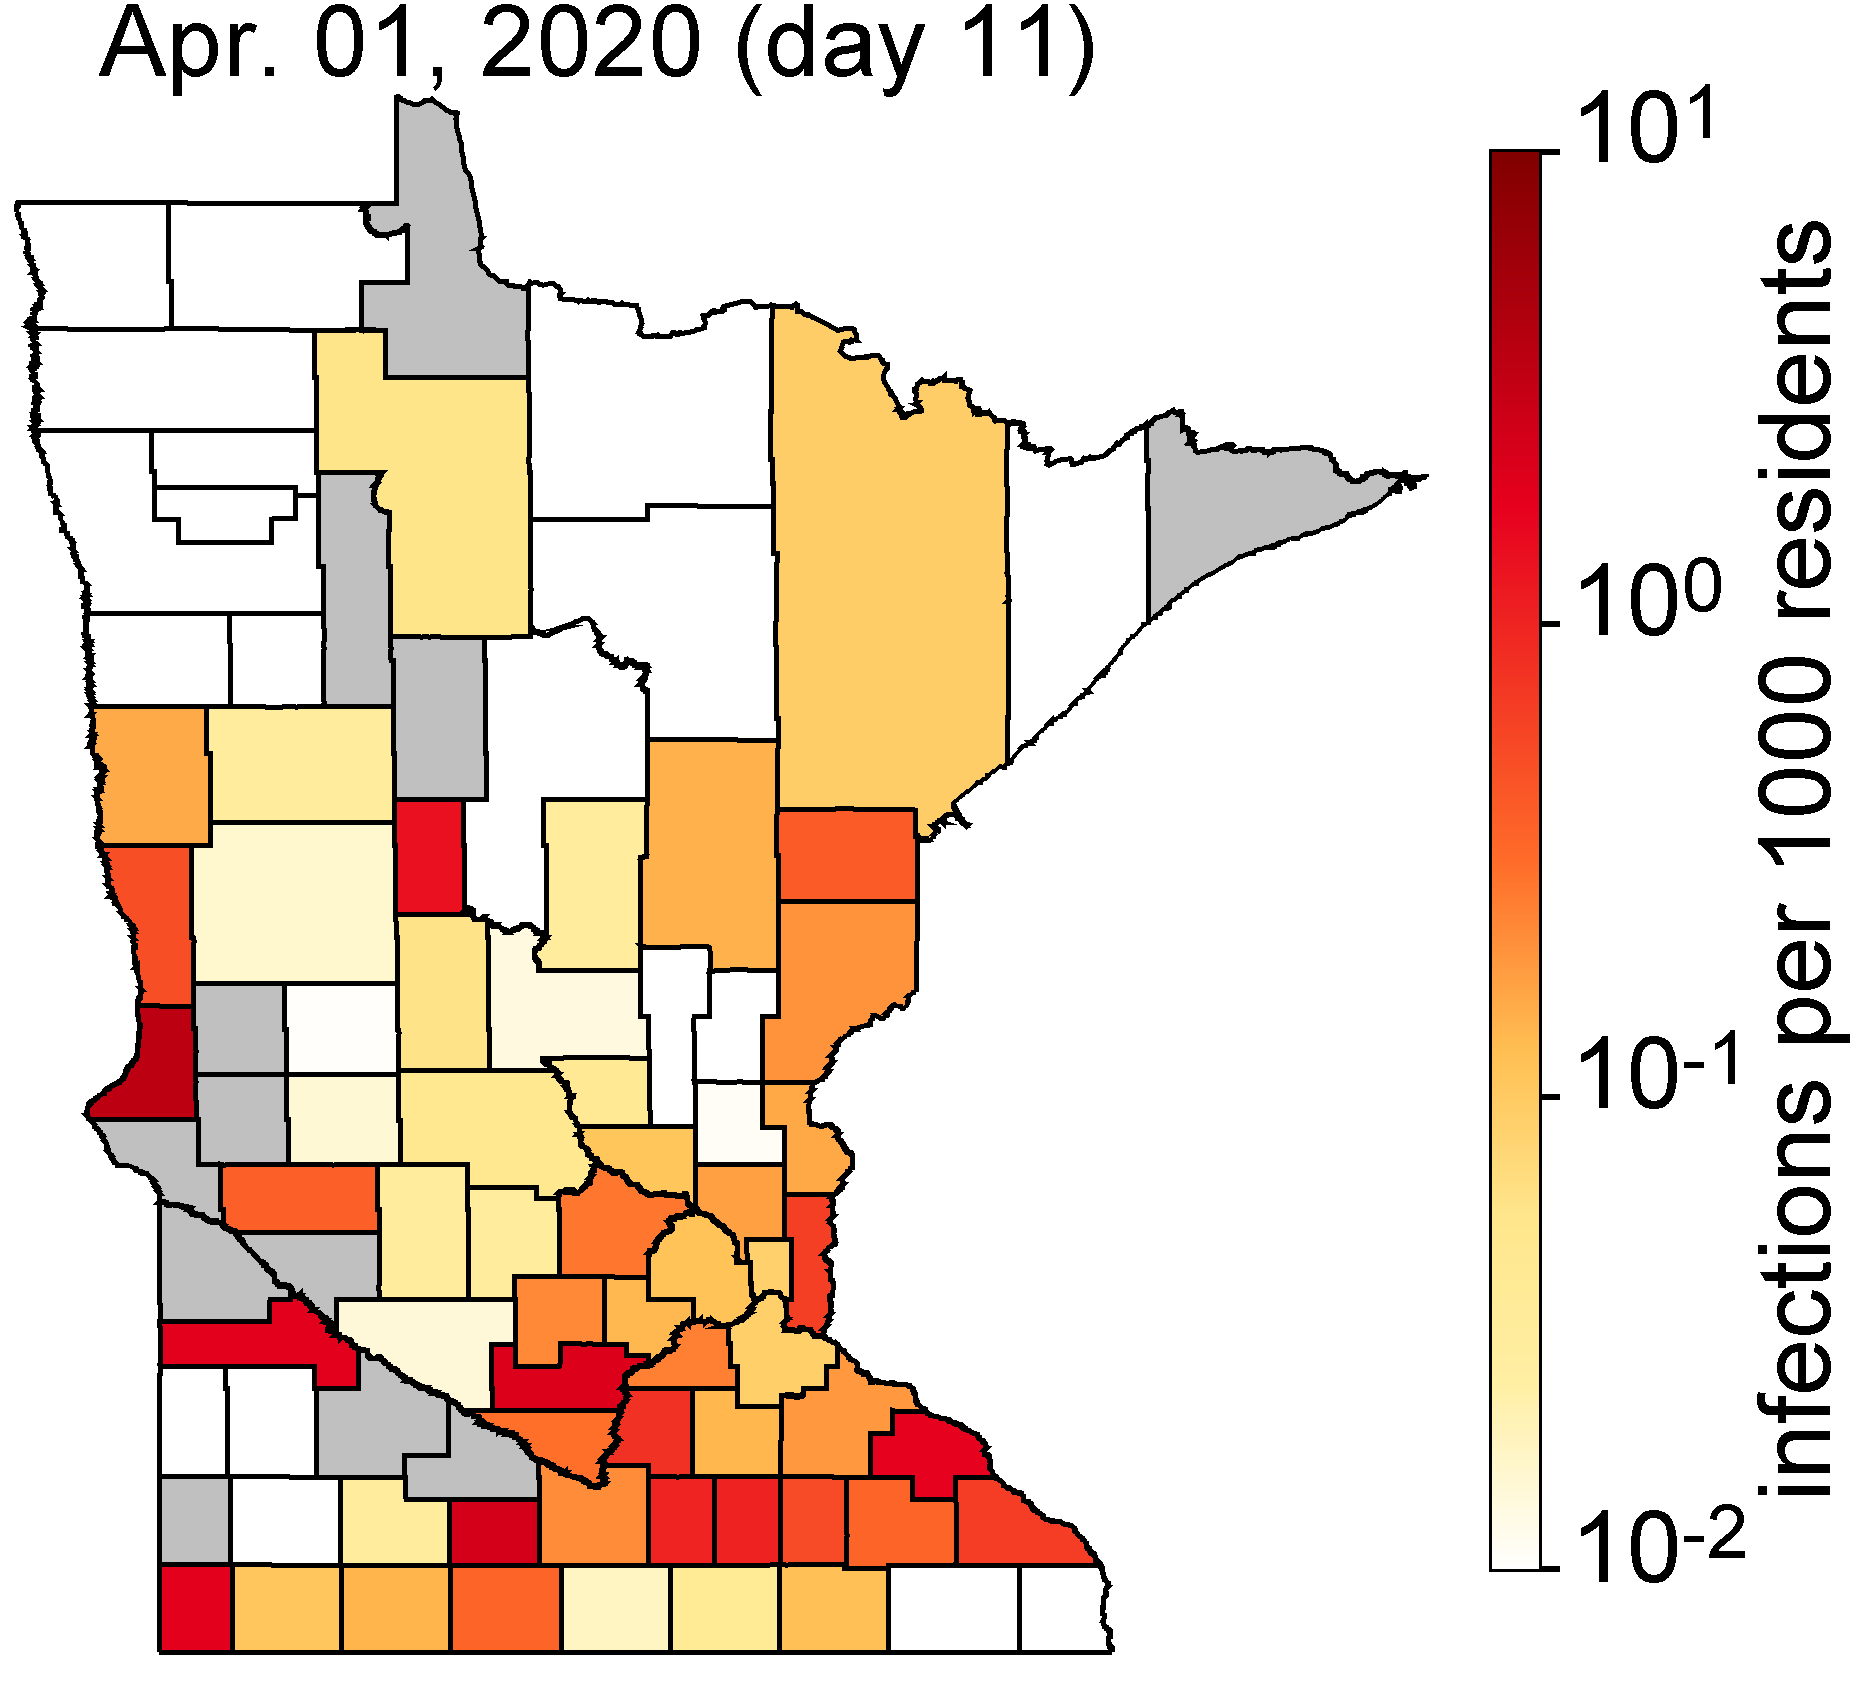 Apr. 01, 2020 (day 11)
10¹
10⁰
10⁻¹
10⁻²
infections per 1000 residents